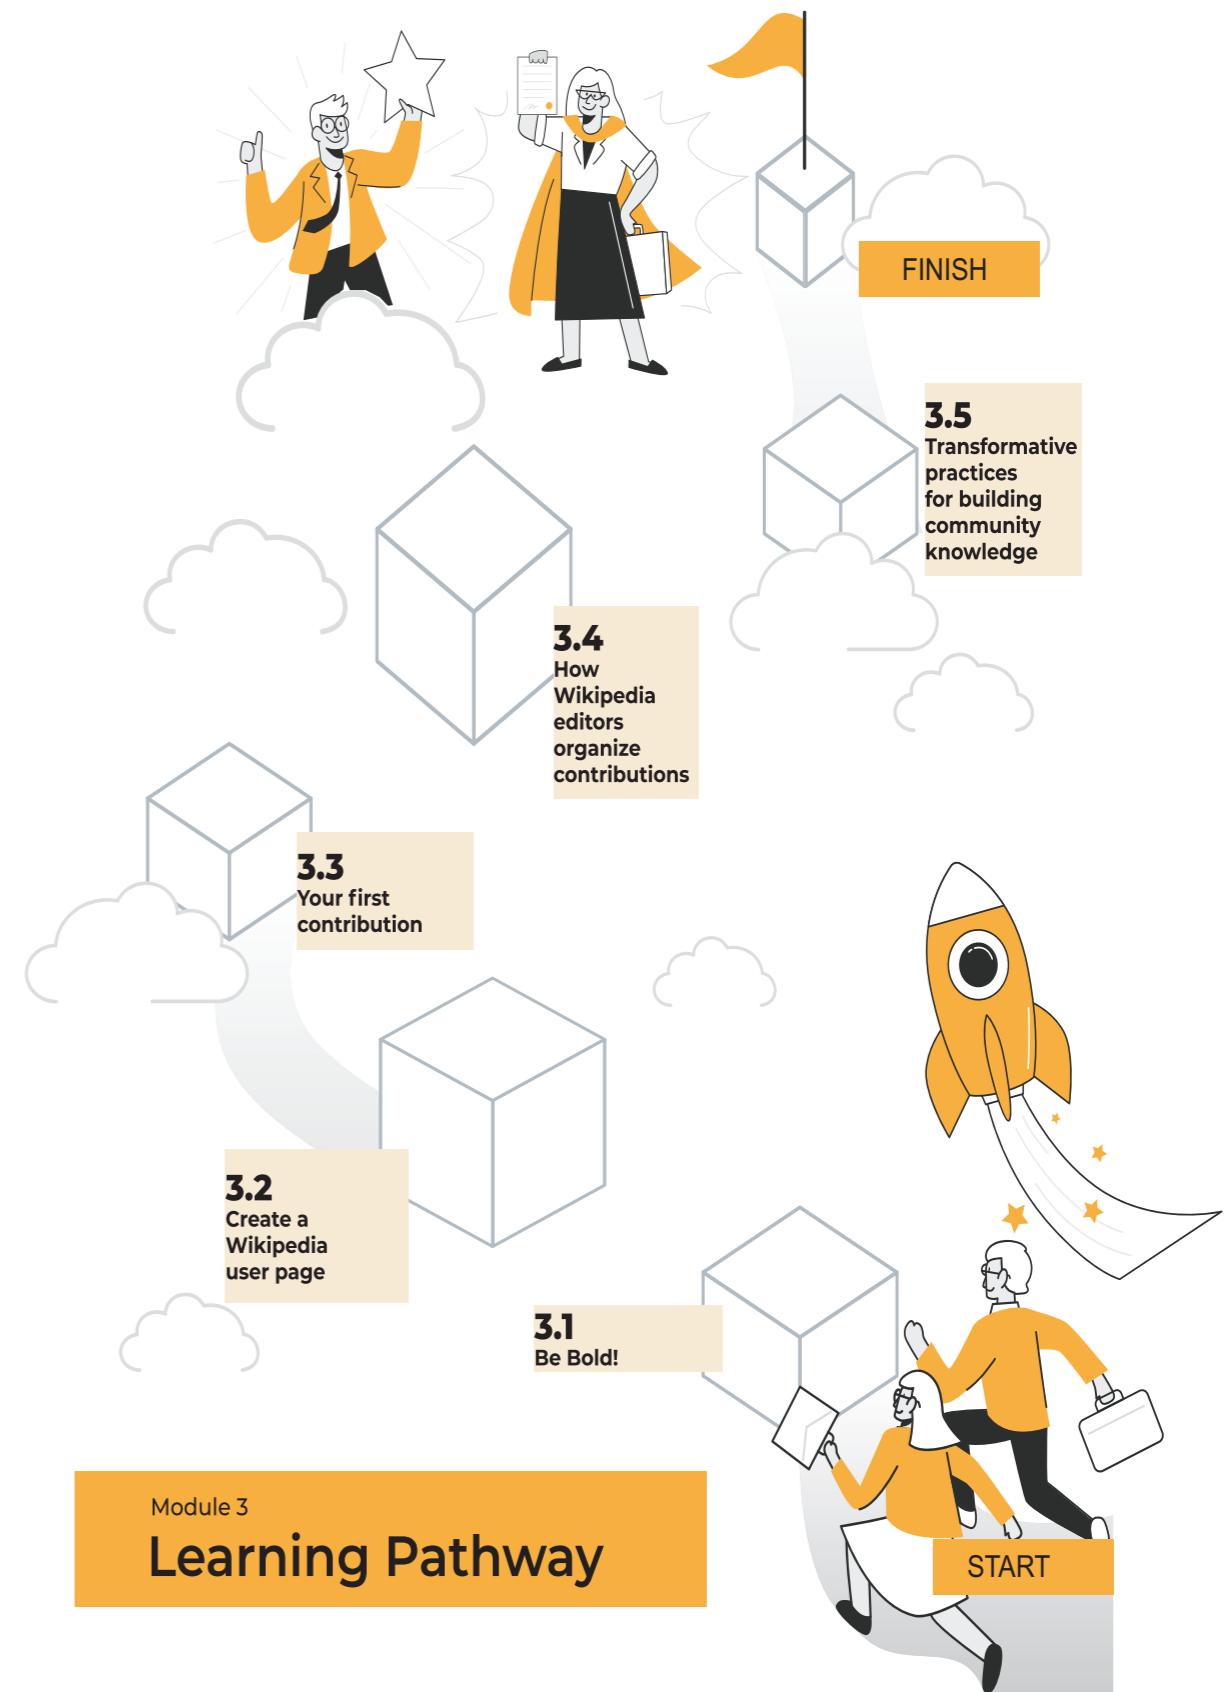 FINISH
3.5
Transformative
practices
for building
community
knowledge
3.4
How
Wikipedia
editors
organize
contributions
3.3
Your first
contribution
3.2
Create a
Wikipedia
user page
3.1
Be Bold!
Module 3
Learning Pathway
START